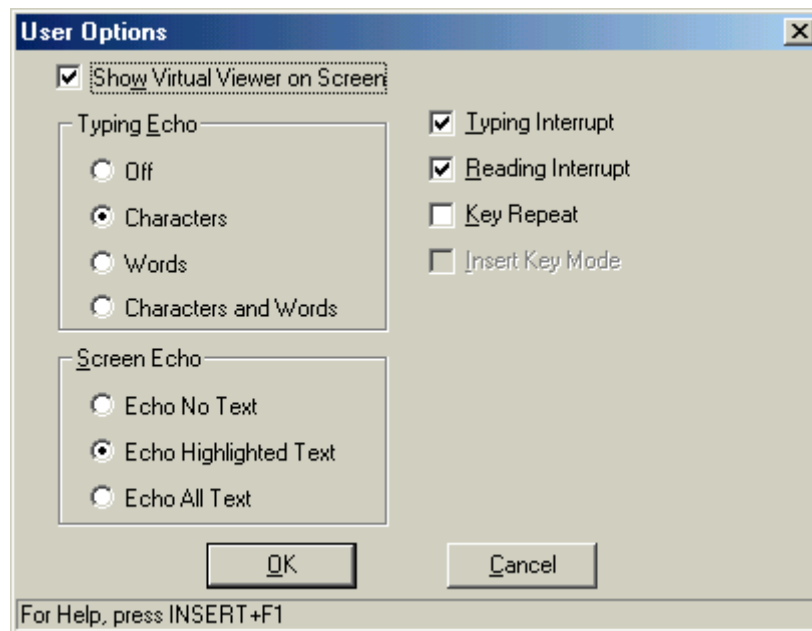 User Options
Show Virtual Viewer on Screen
Typing Echo
Off
Characters
Words
Characters and Words
Typing Interrupt
Reading Interrupt
Key Repeat
Insert Key Mode
Screen Echo
Echo No Text
Echo Highlighted Text
Echo All Text
OK
Cancel
For Help, press INSERT+F1